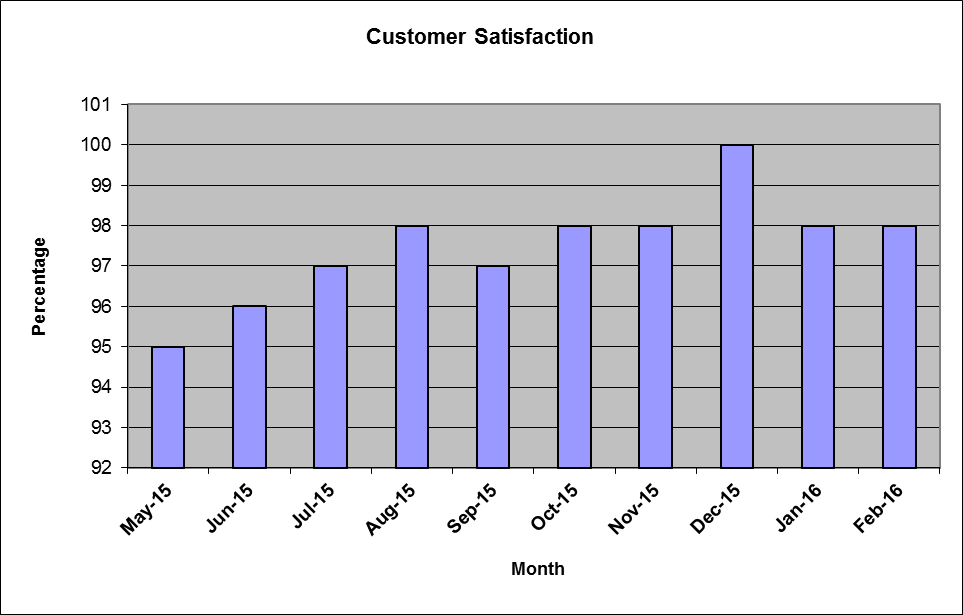 Customer Satisfaction
101
100
99
98
97
96
95
94
93
92
Percentage
May-15
Jun-15
Jul-15
Aug-15
Sep-15
Oct-15
Nov-15
Dec-15
Jan-16
Feb-16
Month